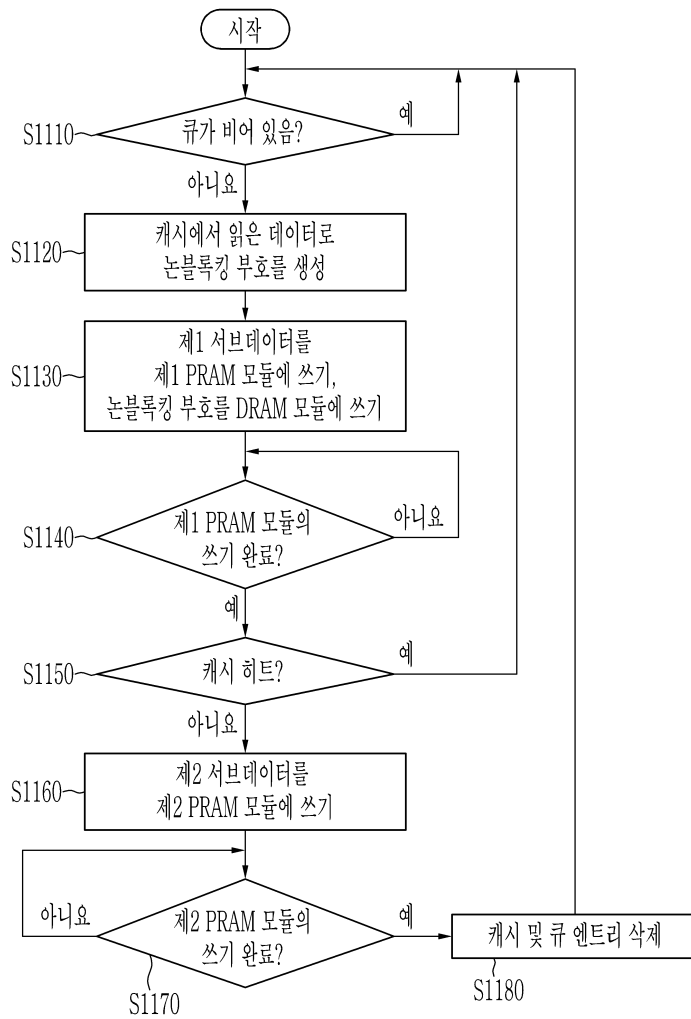 시작
큐가 비어 있음?
예
S1110
아니요
캐시에서 읽은 데이터로
논블록킹 부호를 생성
S1120
제1 서브데이터를
제1 PRAM 모듈에 쓰기,
논블록킹 부호를 DRAM 모듈에 쓰기
S1130
제1 PRAM 모듈의
쓰기 완료?
아니요
S1140
예
캐시 히트?
예
S1150
아니요
제2 서브데이터를
제2 PRAM 모듈에 쓰기
S1160
아니요
제2 PRAM 모듈의
쓰기 완료?
예
캐시 및 큐 엔트리 삭제
S1170
S1180